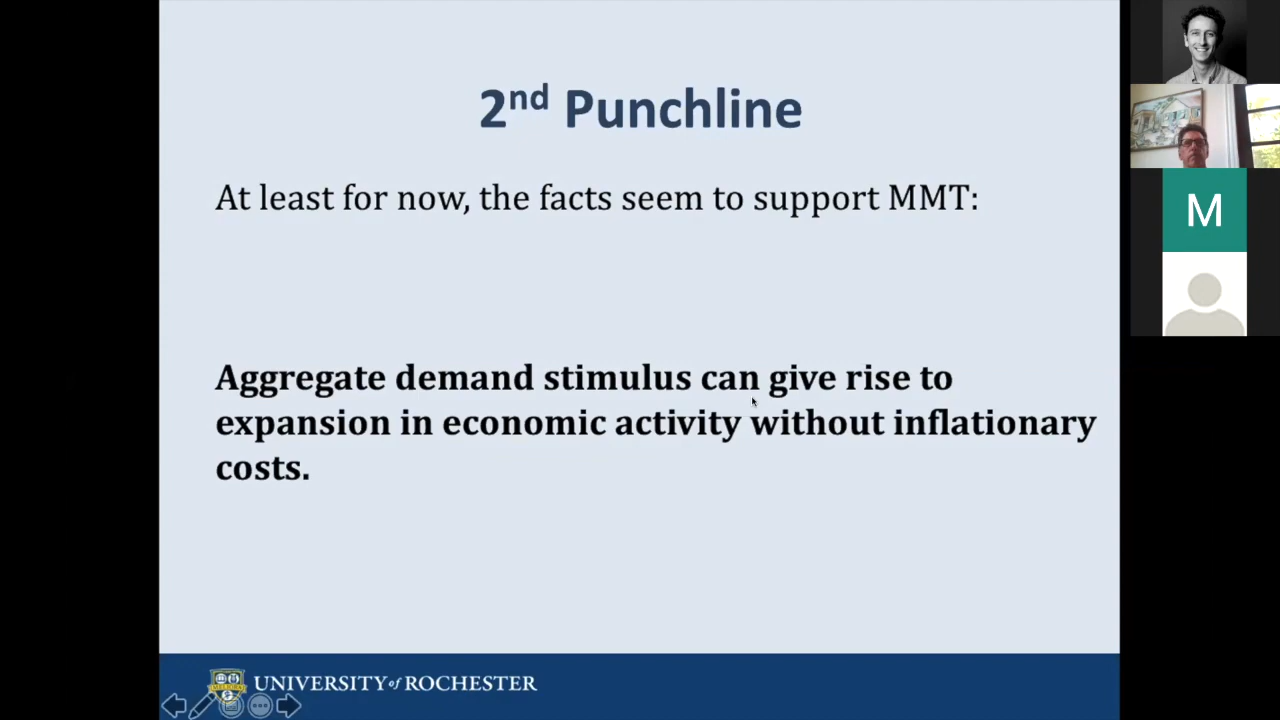 2nd Punchline
At least for now, the facts seem to support MMT:
Aggregate demand stimulus can give rise to
expansion in economic activity without inflationary
costs.
MELIORA
UNIVERSITY of ROCHESTER
M